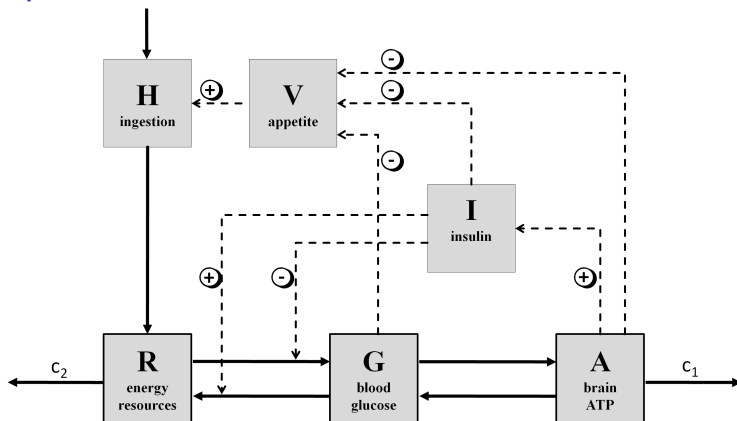 H
ingestion
+
V
appetite
-
-
-
I
insulin
+
-
+
R
energy
resources
G
blood
glucose
A
brain
ATP
c2
c1